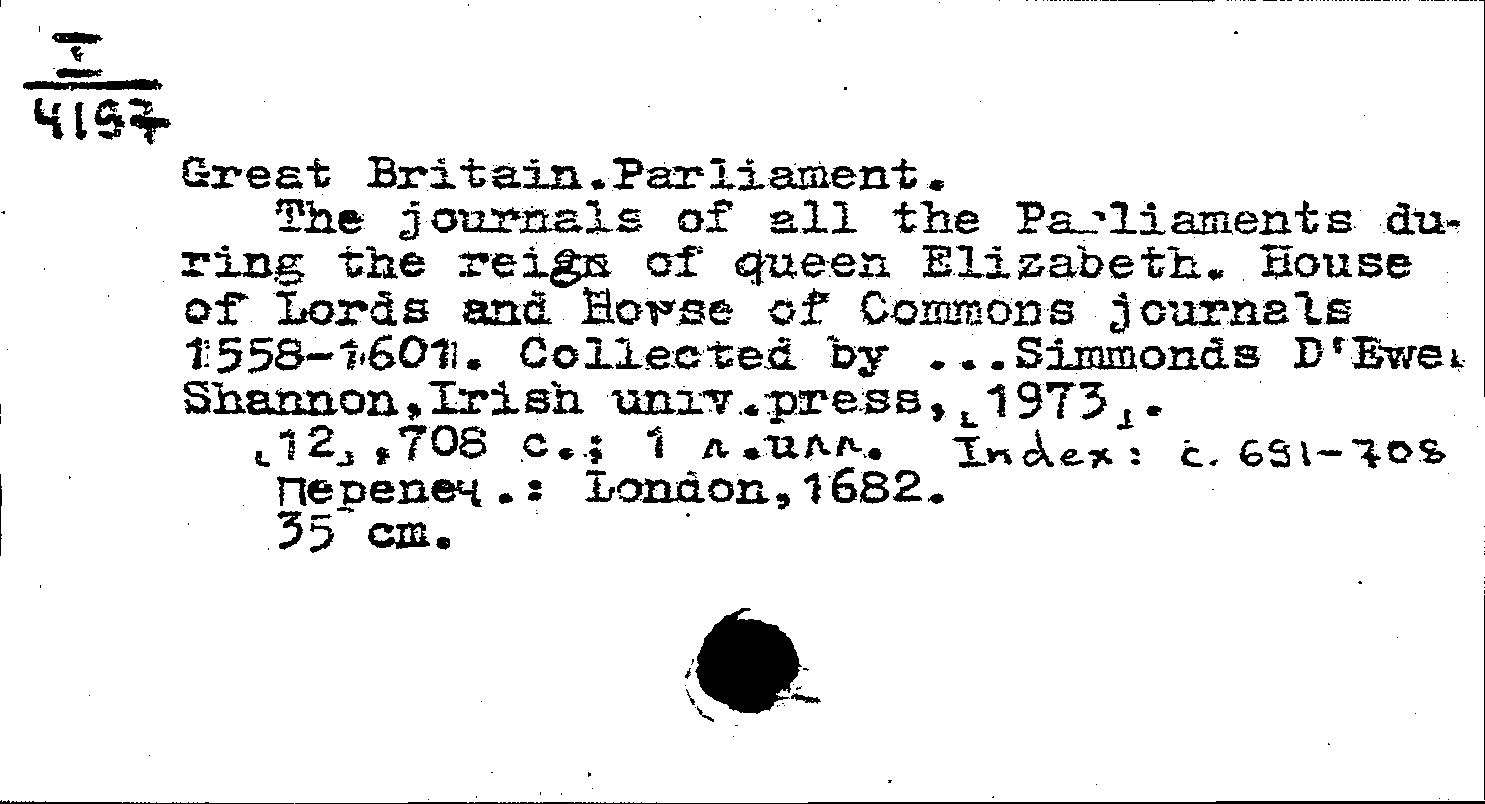 I
4197
Great Britain.Parliament.
The journals of all the Parliaments du-
ring the reign of queen Elizabeth. House
of Lords and House of Commons journals
1558-1601. Collected by ...Simmonds D'Ewe.
Shannon,Irish univ.press,[1973].
[12],708 с.; 1 л.илл. Index: с. 691-708
Перепеч.: London,1682.
35 cm.